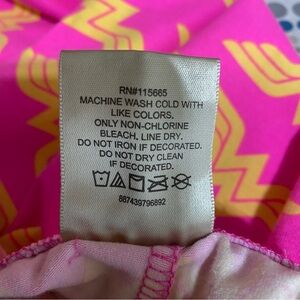 RN#115665
MACHINE WASH COLD WITH
LIKE COLORS.
ONLY NON-CHLORINE
BLEACH. LINE DRY.
DO NOT IRON IF DECORATED.
DO NOT DRY CLEAN
IF DECORATED.
887439796892